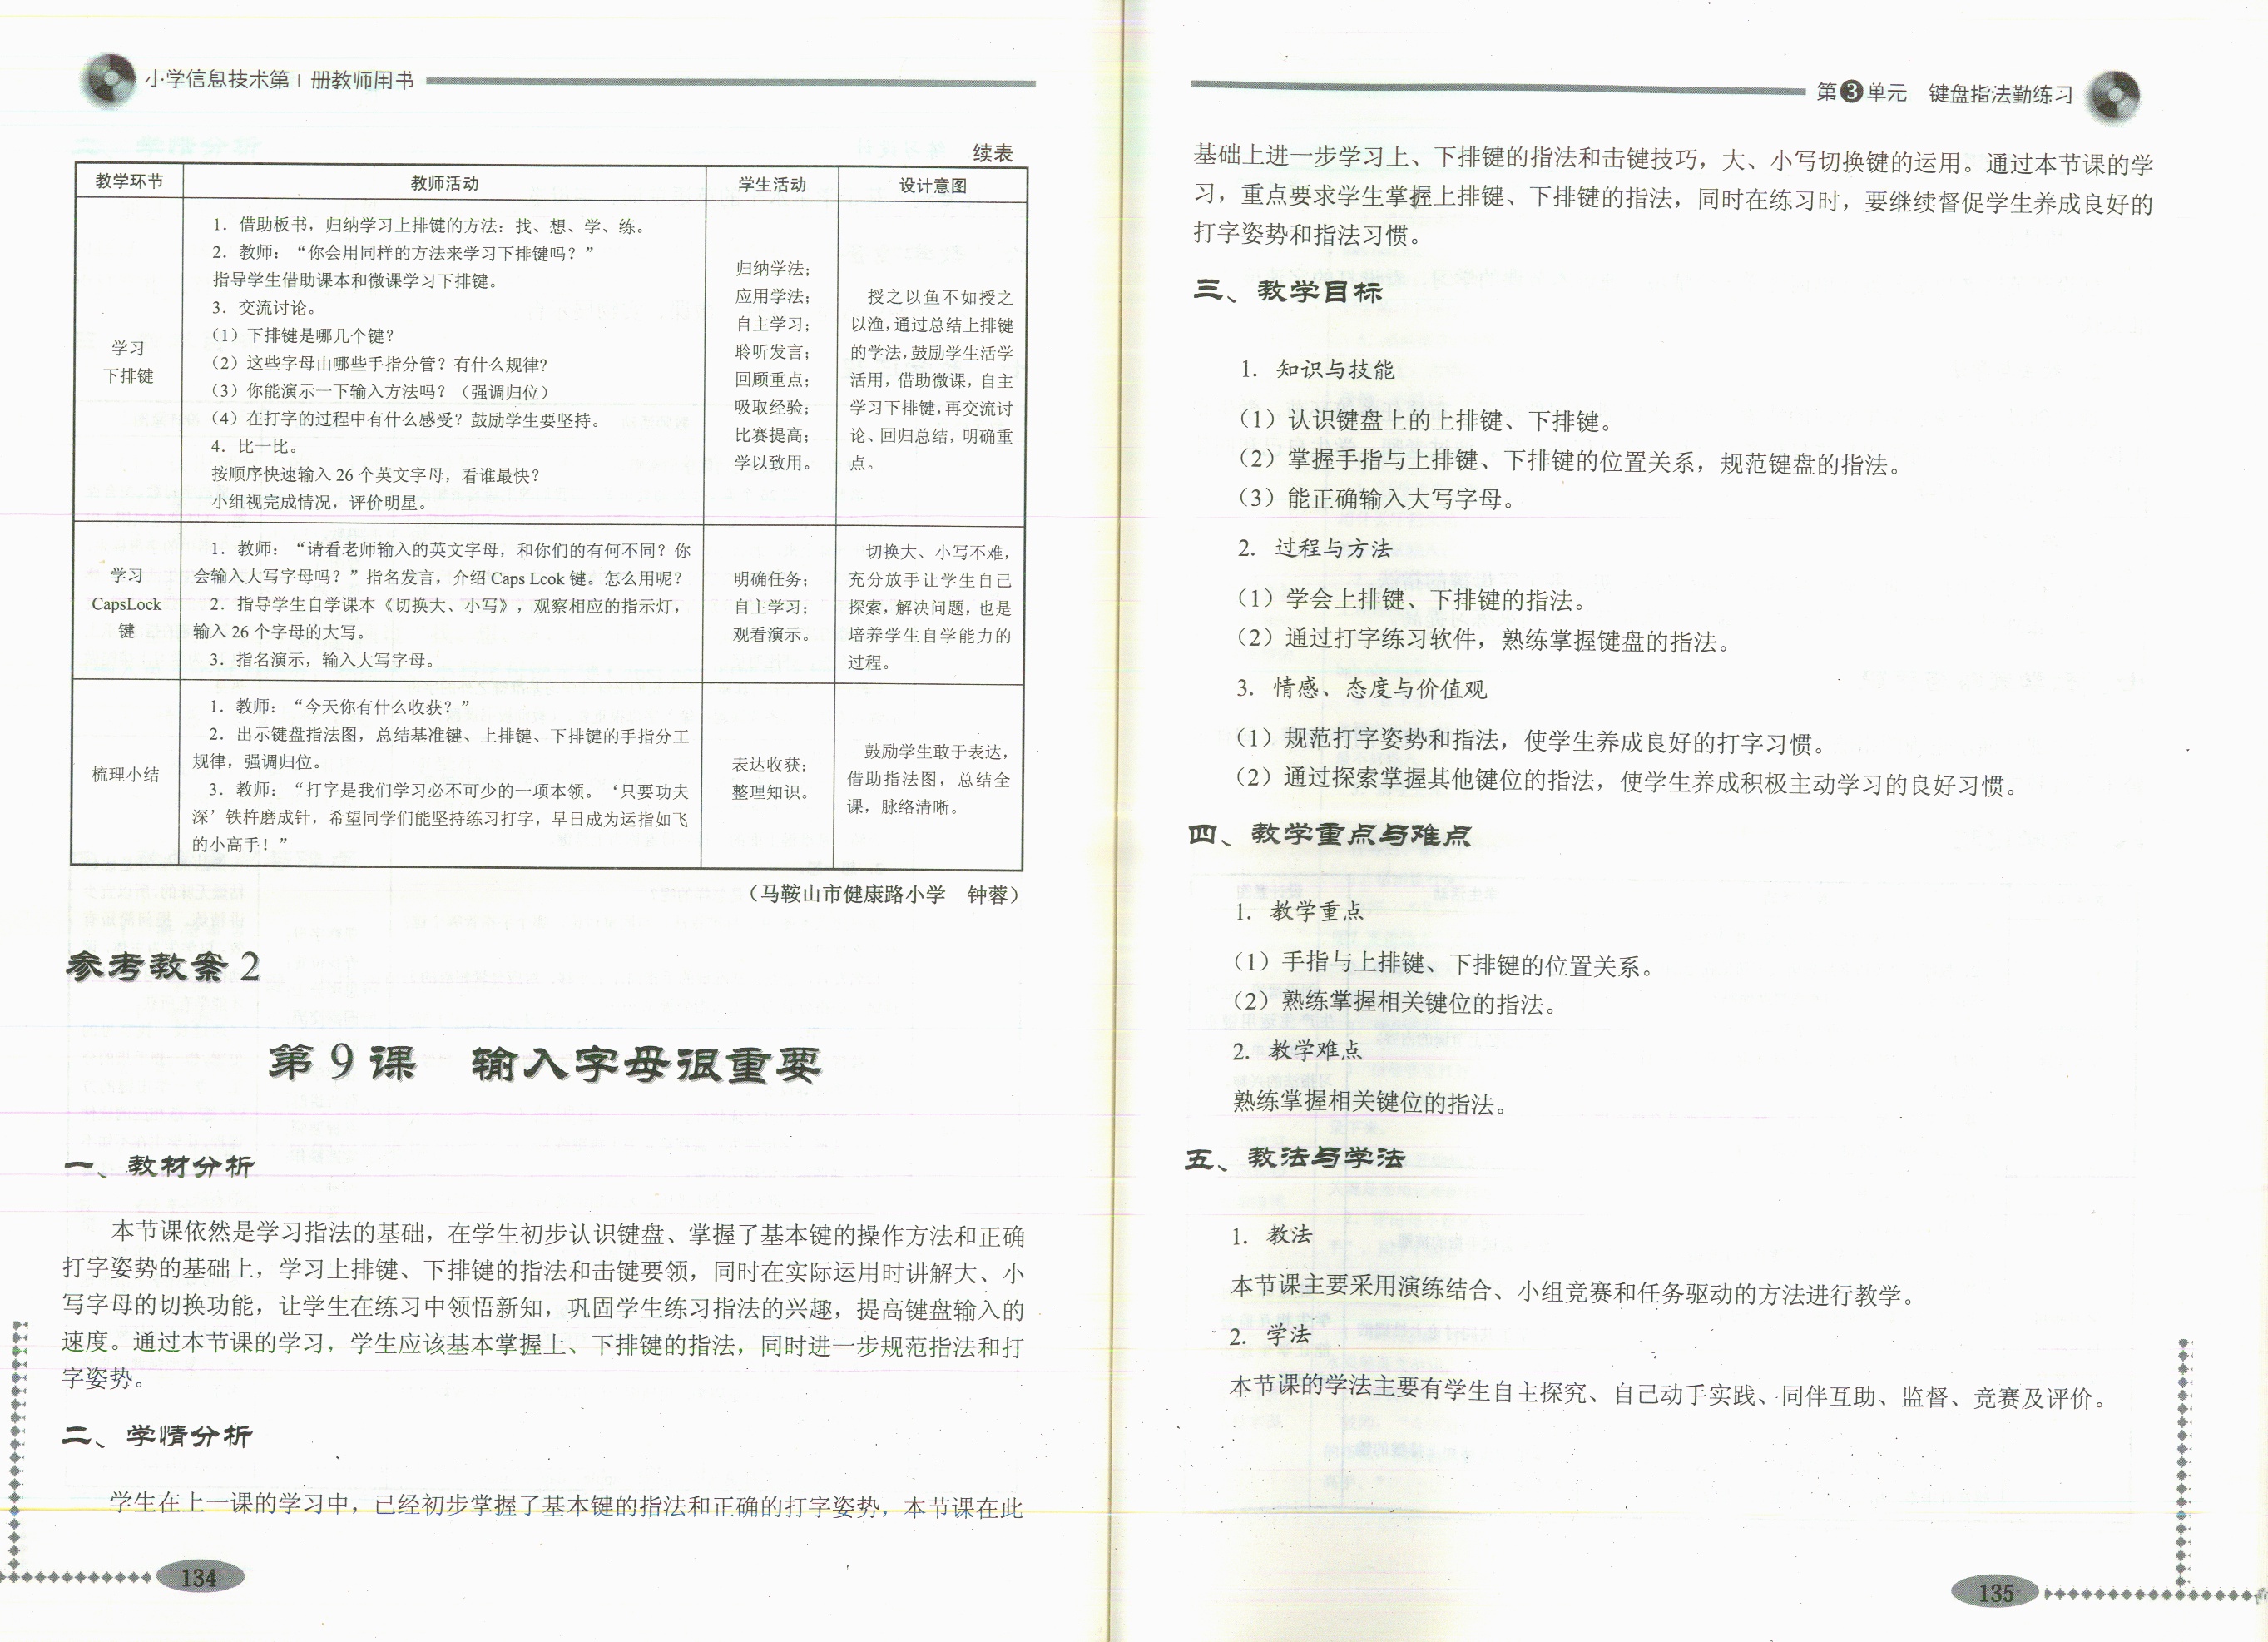 小学信息技术第1册教师用书
续表
教学环节 教师活动 学生活动 设计意图
学习
下排键
1. 借助板书，归纳学习上排键的方法：找、想、学、练。
2. 教师：“你会用同样的方法来学习下排键吗？”
指导学生借助课本和微课学习下排键。
3. 交流讨论。
（1）下排键是哪几个键？
（2）这些字母由哪些手指分管？有什么规律？
（3）你能演示一下输入方法吗？（强调归位）
（4）在打字的过程中有什么感受？鼓励学生要坚持。
4. 比一比。
按顺序快速输入 26 个英文字母，看谁最快？
小组视完成情况，评价明星。
归纳学法；
应用学法；
自主学习；
聆听发言；
回顾重点；
吸取经验；
比赛提高；
学以致用。
授之以鱼不如授之
以渔，通过总结上排键
的学法，鼓励学生活学
活用，借助微课，自主
学习下排键，再交流讨
论、回归总结，明确重
点。
学习
CapsLock
键
1. 教师：“请看老师输入的英文字母，和你们的有何不同？你
会输入大写字母吗？”指名发言，介绍 Caps Lcok 键。怎么用呢？
2. 指导学生自学课本《切换大、小写》，观察相应的指示灯，
输入 26 个字母的大写。
3. 指名演示，输入大写字母。
明确任务；
自主学习；
观看演示。
切换大、小写不难，
充分放手让学生自己
探索，解决问题，也是
培养学生自学能力的
过程。
梳理小结
1. 教师：“今天你有什么收获？”
2. 出示键盘指法图，总结基准键、上排键、下排键的手指分工
规律，强调归位。
3. 教师：“打字是我们学习必不可少的一项本领。‘只要功夫
深’铁杵磨成针，希望同学们能坚持练习打字，早日成为运指如飞
的小高手！”
表达收获；
整理知识。
鼓励学生敢于表达，
借助指法图，总结全
课，脉络清晰。
（马鞍山市健康路小学 钟蓉）
参考教案 2
第 9 课 输入字母很重要
一、教材分析
本节课依然是学习指法的基础，在学生初步认识键盘、掌握了基本键的操作方法和正确
打字姿势的基础上，学习上排键、下排键的指法和击键要领，同时在实际运用时讲解大、小
写字母的切换功能，让学生在练习中领悟新知，巩固学生练习指法的兴趣，提高键盘输入的
速度。通过本节课的学习，学生应该基本掌握上、下排键的指法，同时进一步规范指法和打
字姿势。
二、学情分析
学生在上一课的学习中，已经初步掌握了基本键的指法和正确的打字姿势，本节课在此
134
第3单元 键盘指法勤练习
基础上进一步学习上、下排键的指法和击键技巧，大、小写切换键的运用。通过本节课的学
习，重点要求学生掌握上排键、下排键的指法，同时在练习时，要继续督促学生养成良好的
打字姿势和指法习惯。
三、教学目标
1. 知识与技能
（1）认识键盘上的上排键、下排键。
（2）掌握手指与上排键、下排键的位置关系，规范键盘的指法。
（3）能正确输入大写字母。
2. 过程与方法
（1）学会上排键、下排键的指法。
（2）通过打字练习软件，熟练掌握键盘的指法。
3. 情感、态度与价值观
（1）规范打字姿势和指法，使学生养成良好的打字习惯。
（2）通过探索掌握其他键位的指法，使学生养成积极主动学习的良好习惯。
四、教学重点与难点
1. 教学重点
（1）手指与上排键、下排键的位置关系。
（2）熟练掌握相关键位的指法。
2. 教学难点
熟练掌握相关键位的指法。
五、教法与学法
1. 教法
本节课主要采用演练结合、小组竞赛和任务驱动的方法进行教学。
2. 学法
本节课的学法主要有学生自主探究、自己动手实践、同伴互助、监督、竞赛及评价。
135